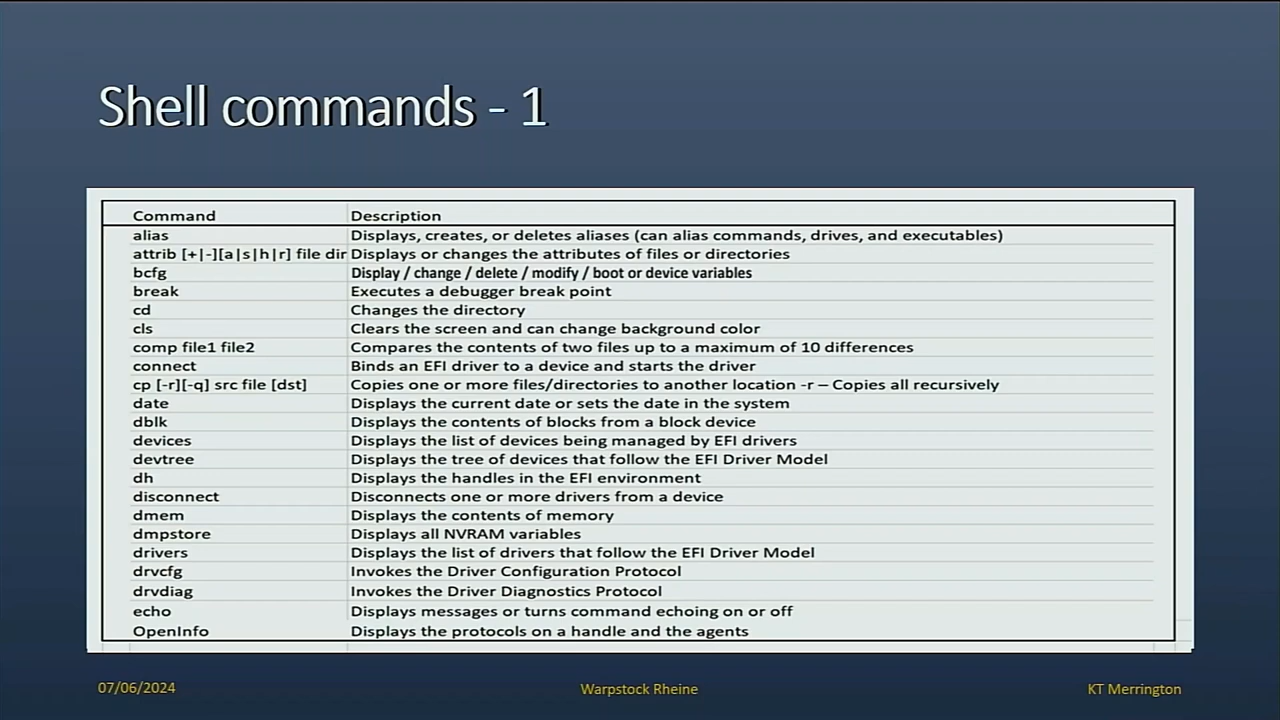 Shell commands - 1
Command Description
alias Displays, creates, or deletes aliases (can alias commands, drives, and executables)
attrib [+|-][a|s|h|r] file dir Displays or changes the attributes of files or directories
bcfg Display / change / delete / modify / boot or device variables
break Executes a debugger break point
cd Changes the directory
cls Clears the screen and can change background color
comp file1 file2 Compares the contents of two files up to a maximum of 10 differences
connect Binds an EFI driver to a device and starts the driver
cp [-r][-q] src file [dst] Copies one or more files/directories to another location -r – Copies all recursively
date Displays the current date or sets the date in the system
dblk Displays the contents of blocks from a block device
devices Displays the list of devices being managed by EFI drivers
devtree Displays the tree of devices that follow the EFI Driver Model
dh Displays the handles in the EFI environment
disconnect Disconnects one or more drivers from a device
dmem Displays the contents of memory
dmpstore Displays all NVRAM variables
drivers Displays the list of drivers that follow the EFI Driver Model
drvcfg Invokes the Driver Configuration Protocol
drvdiag Invokes the Driver Diagnostics Protocol
echo Displays messages or turns command echoing on or off
OpenInfo Displays the protocols on a handle and the agents
07/06/2024 Warpstock Rheine KT Merrington